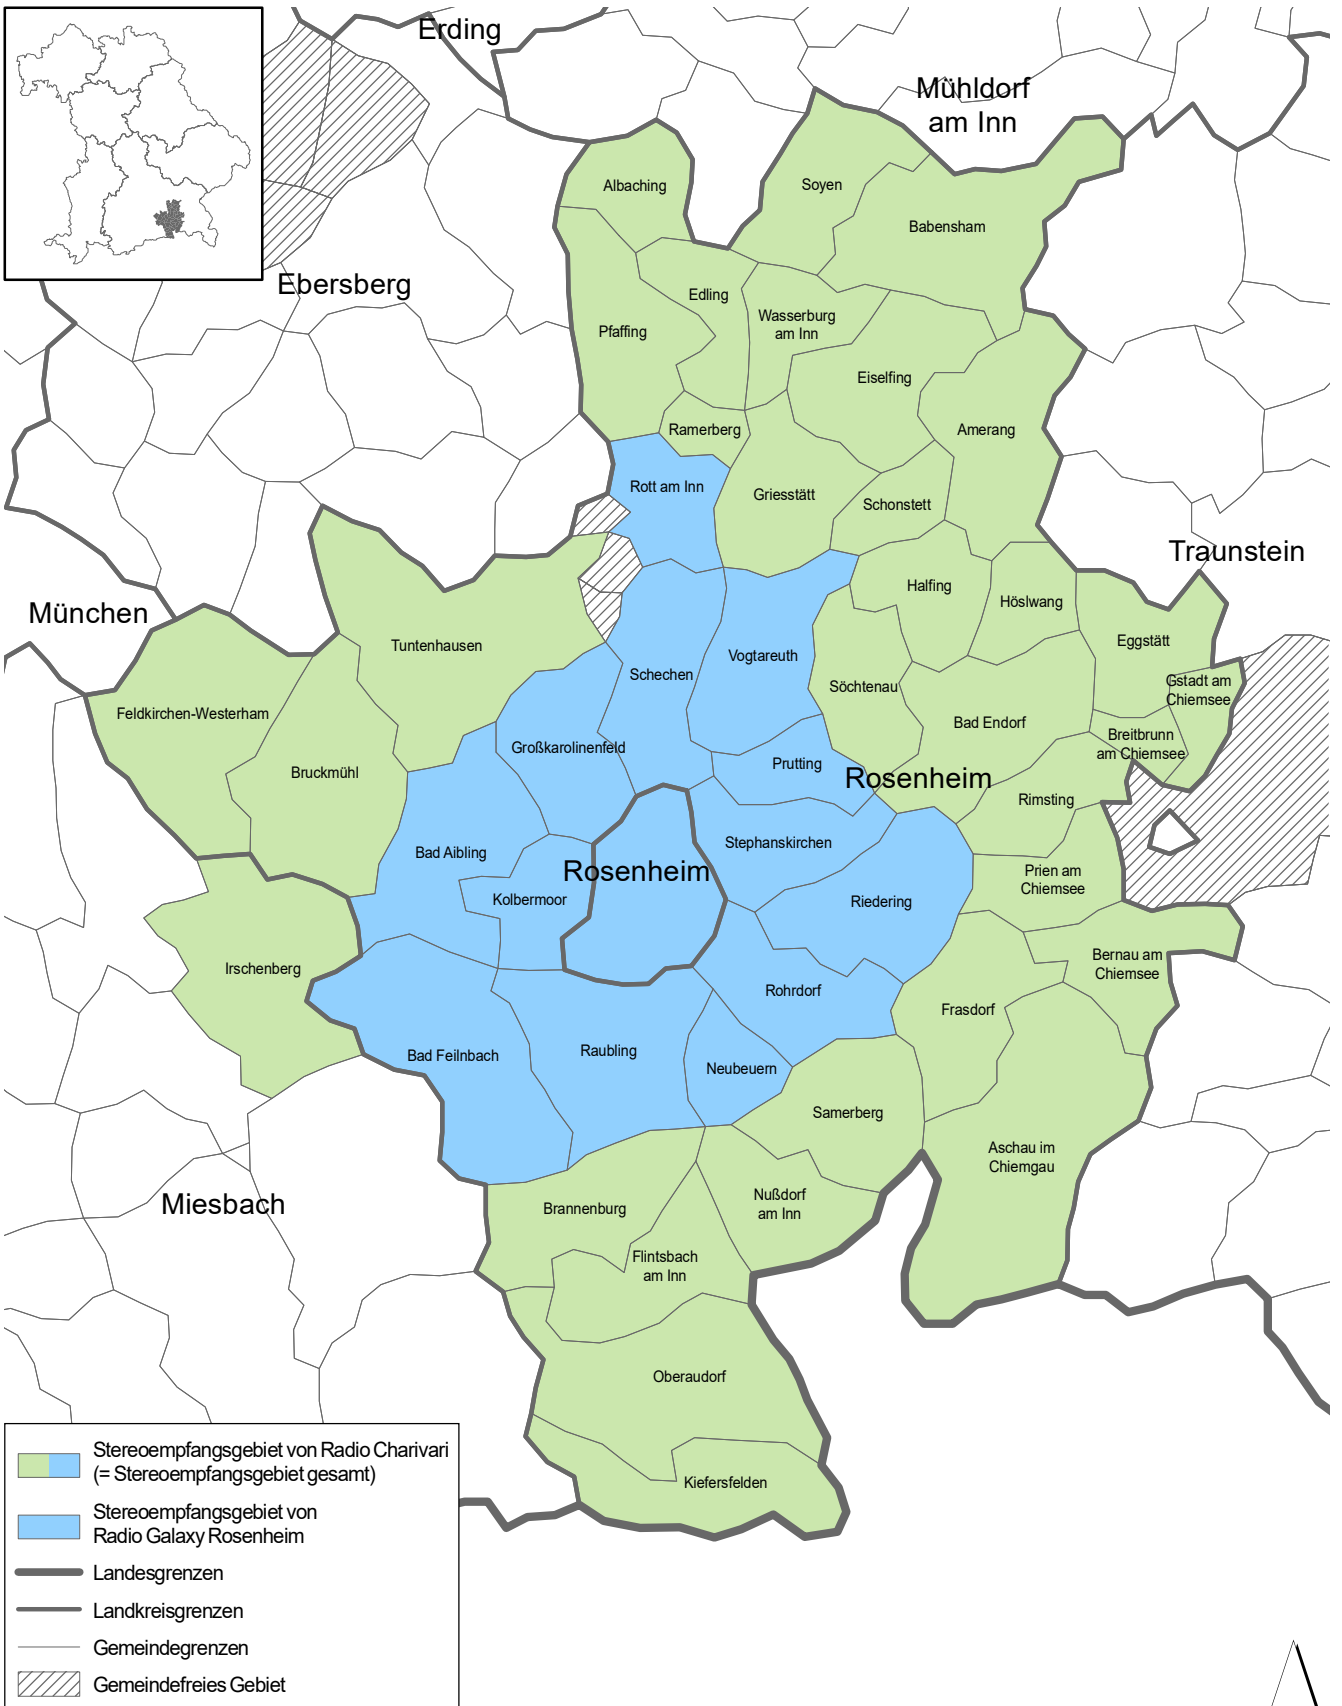 Erding
Mühldorf
am Inn
Albaching
Soyen
Babensham
Ebersberg
Edling
Wasserburg
am Inn
Pfaffing
Eiselfing
Ramerberg
Amerang
Rott am Inn
Griesstätt
Schonstett
Traunstein
München
Halfing
Höslwang
Tuntenhausen
Eggstätt
Vogtareuth
Schechen
Söchtenau
Gstadt am
Chiemsee
Feldkirchen-Westerham
Bad Endorf
Großkarolinenfeld
Breitbrunn
am Chiemsee
Bruckmühl
Prutting
Rosenheim
Rimsting
Stephanskirchen
Bad Aibling
Rosenheim
Prien am
Chiemsee
Kolbermoor
Riedering
Irschenberg
Bernau am
Chiemsee
Rohrdorf
Frasdorf
Bad Feilnbach
Raubling
Neubeuern
Samerberg
Aschau im
Chiemgau
Miesbach
Brannenburg
Nußdorf
am Inn
Flintsbach
am Inn
Oberaudorf
Kiefersfelden
Stereoempfangsgebiet von Radio Charivari
(= Stereoempfangsgebiet gesamt)
Stereoempfangsgebiet von
Radio Galaxy Rosenheim
Landesgrenzen
Landkreisgrenzen
Gemeindegrenzen
Gemeindefreies Gebiet